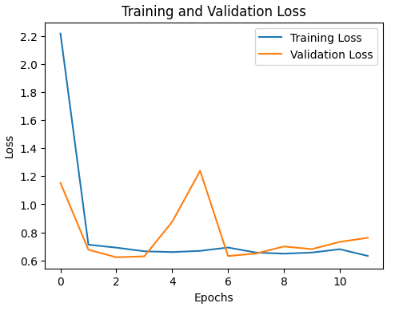 Training and Validation Loss
Training Loss
Validation Loss
2.2
2.0
1.8
1.6
1.4
1.2
1.0
0.8
0.6
Loss
0 2 4 6 8 10
Epochs